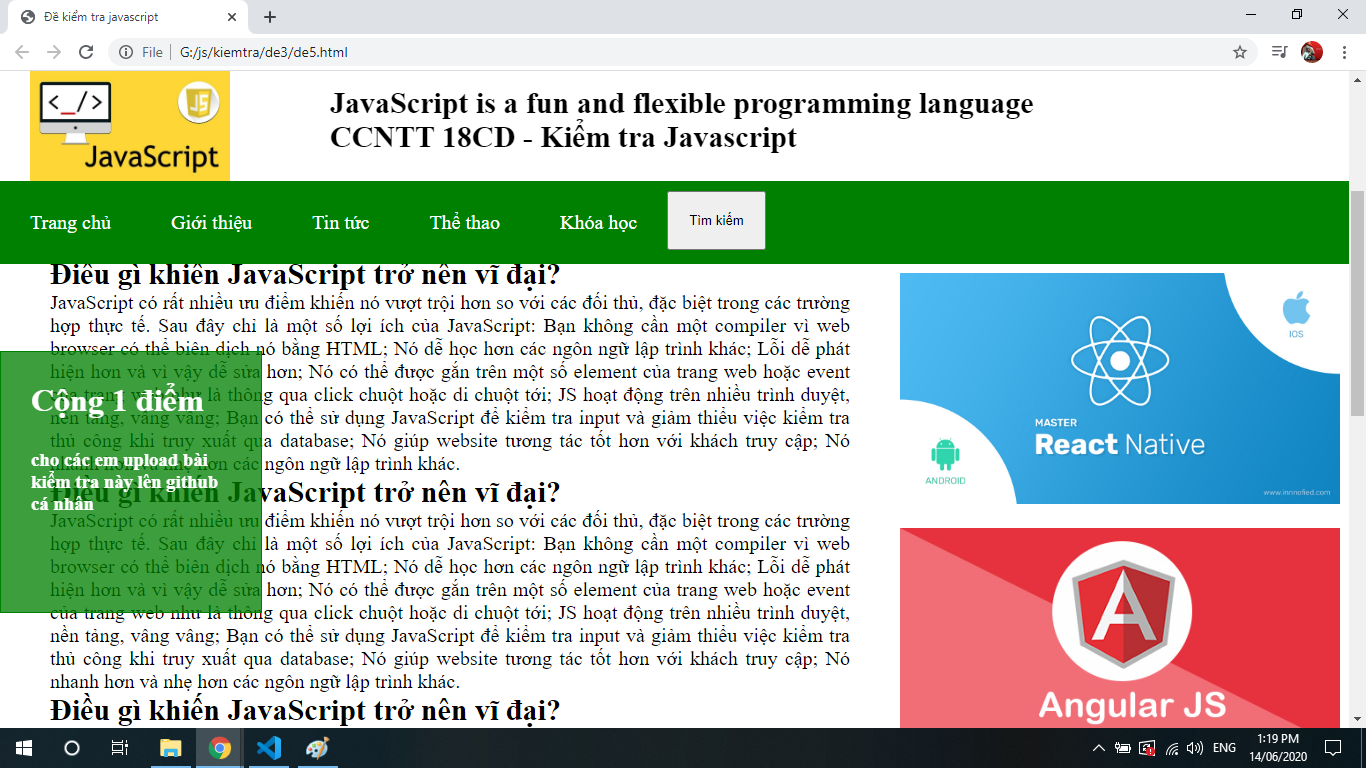 Đề kiểm tra javascript
File
G:/js/kiemtra/de3/de5.html
<_/>
JS
JavaScript
JavaScript is a fun and flexible programming language
CCNTT 18CD - Kiểm tra Javascript
Trang chủ
Giới thiệu
Tin tức
Thể thao
Khóa học
Tìm kiếm
Điều gì khiến JavaScript trở nên vĩ đại?
JavaScript có rất nhiều ưu điểm khiến nó vượt trội hơn so với các đối thủ, đặc biệt trong các trường
hợp thực tế. Sau đây chỉ là một số lợi ích của JavaScript: Bạn không cần một compiler vì web
browser có thể biên dịch nó bằng HTML; Nó dễ học hơn các ngôn ngữ lập trình khác; Lỗi dễ phát
hiện hơn và vì vậy dễ sửa hơn; Nó có thể được gắn trên một số element của trang web hoặc event
của trang web như là thông qua click chuột hoặc di chuột tới; JS hoạt động trên nhiều trình duyệt,
nền tảng, vâng vâng; Bạn có thể sử dụng JavaScript để kiểm tra input và giảm thiểu việc kiểm tra
thủ công khi truy xuất qua database; Nó giúp website tương tác tốt hơn với khách truy cập; Nó
nhanh hơn và nhẹ hơn các ngôn ngữ lập trình khác.
Điều gì khiến JavaScript trở nên vĩ đại?
JavaScript có rất nhiều ưu điểm khiến nó vượt trội hơn so với các đối thủ, đặc biệt trong các trường
hợp thực tế. Sau đây chỉ là một số lợi ích của JavaScript: Bạn không cần một compiler vì web
browser có thể biên dịch nó bằng HTML; Nó dễ học hơn các ngôn ngữ lập trình khác; Lỗi dễ phát
hiện hơn và vì vậy dễ sửa hơn; Nó có thể được gắn trên một số element của trang web hoặc event
của trang web như là thông qua click chuột hoặc di chuột tới; JS hoạt động trên nhiều trình duyệt,
nền tảng, vâng vâng; Bạn có thể sử dụng JavaScript để kiểm tra input và giảm thiểu việc kiểm tra
thủ công khi truy xuất qua database; Nó giúp website tương tác tốt hơn với khách truy cập; Nó
nhanh hơn và nhẹ hơn các ngôn ngữ lập trình khác.
Điều gì khiến JavaScript trở nên vĩ đại?
Cộng 1 điểm
cho các em upload bài
kiểm tra này lên github
cá nhân
IOS
MASTER
React Native
ANDROID
www.innnofied.com
A
Angular JS
ENG
1:19 PM
14/06/2020